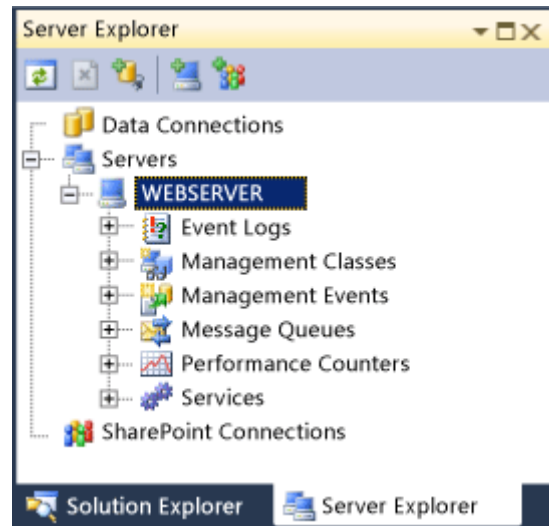 Server Explorer
Data Connections
Servers
WEBSERVER
Event Logs
Management Classes
Management Events
Message Queues
Performance Counters
Services
SharePoint Connections
Solution Explorer Server Explorer